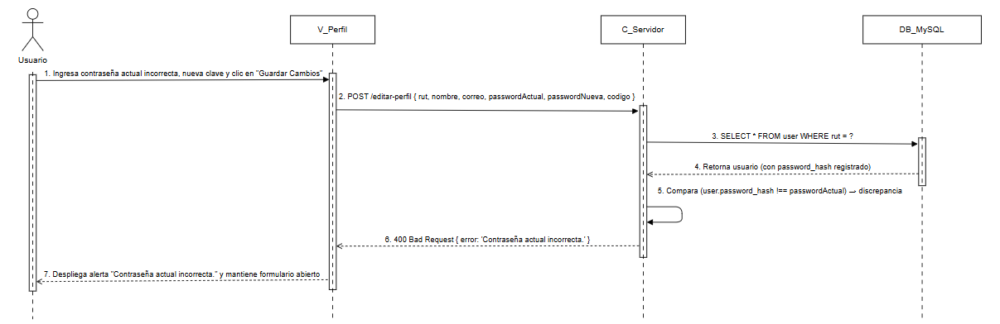 V_Perfil
C_Servidor
DB_MySQL
Usuario
1. Ingresa contraseña actual incorrecta, nueva clave y clic en "Guardar Cambios"
2. POST /editar-perfil { rut, nombre, correo, passwordActual, passwordNueva, codigo }
3. SELECT * FROM user WHERE rut = ?
4. Retorna usuario (con password_hash registrado)
5. Compara (user.password_hash !== passwordActual) → discrepancia
6. 400 Bad Request { error: 'Contraseña actual incorrecta.' }
7. Despliega alerta "Contraseña actual incorrecta." y mantiene formulario abierto